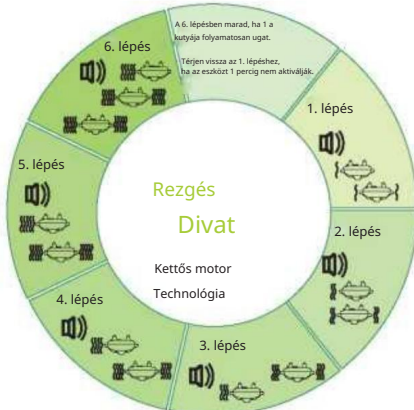 A 6. lépésben marad, ha 1 a
kutyája folyamatosan ugat.
Térjen vissza az 1. lépéshez,
ha az eszközt 1 percig nem aktiválják.
1. lépés
2. lépés
3. lépés
4. lépés
5. lépés
6. lépés
Rezgés
Divat
Kettős motor
Technológia